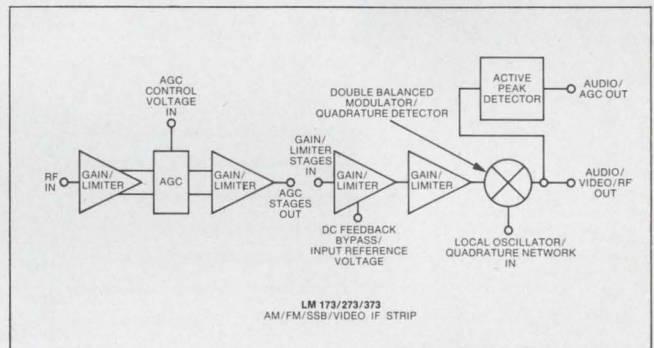 AGC
CONTROL
VOLTAGE
IN
RF
IN
GAIN/
LIMITER
AGC
GAIN/
LIMITER
AGC
STAGES
OUT
GAIN/
LIMITER
STAGES
IN
GAIN/
LIMITER
DC FEEDBACK
BYPASS/
INPUT REFERENCE
VOLTAGE
GAIN/
LIMITER
DOUBLE BALANCED
MODULATOR/
QUADRATURE DETECTOR
ACTIVE
PEAK
DETECTOR
AUDIO/
AGC OUT
AUDIO/
VIDEO/RF
OUT
LOCAL OSCILLATOR/
QUADRATURE NETWORK
IN
LM 173/273/373
AM/FM/SSB/VIDEO IF STRIP